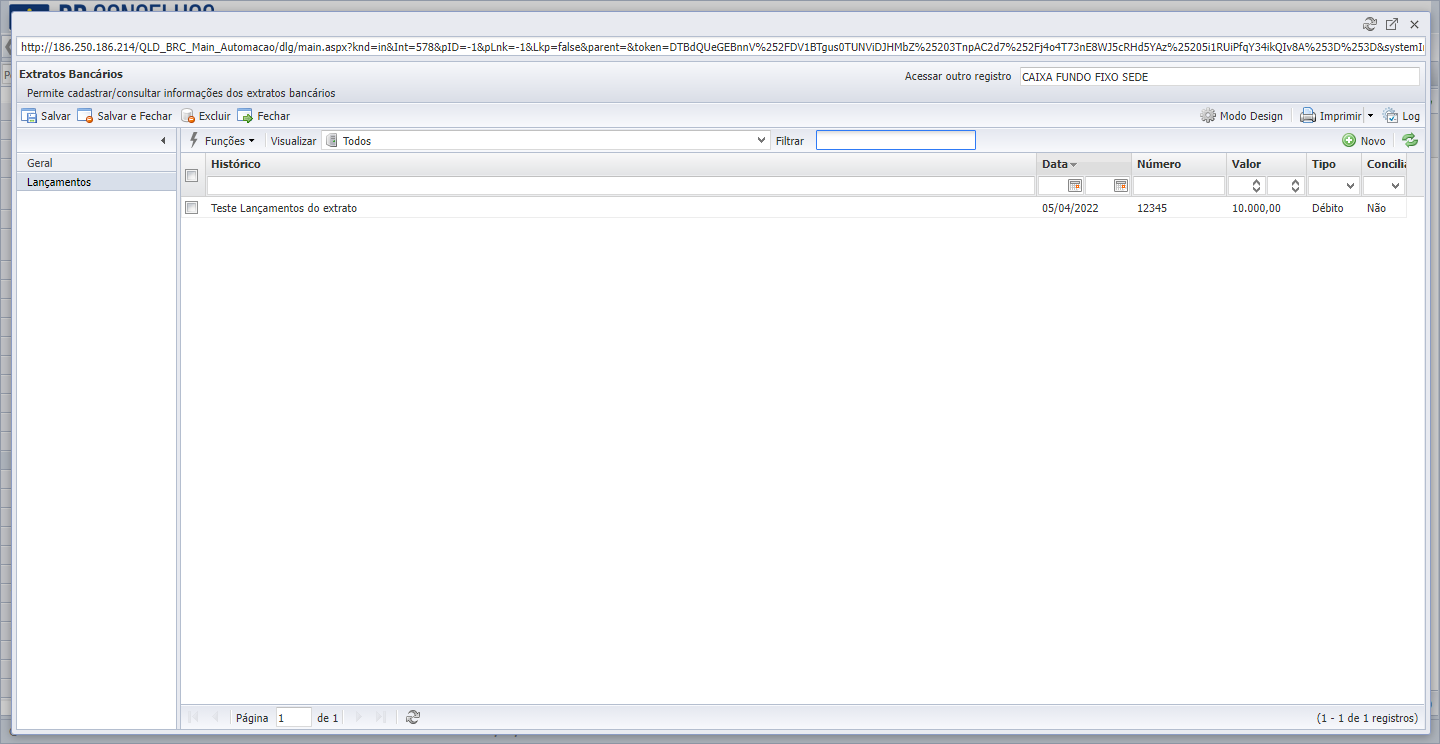 http://186.250.186.214/QLD_BRC_Main_Automacao/dlg/main.aspx?knd=in&Int=578&pID=-1&pLnk=-1&Lkp=false&parent=&token=DTBdQUeGEBnnV%252FDV1BTgus0TUNViDJHMbZ%25203TnpAC2d7%252Fj4o4T73nE8WJ5cRHd5YAz%25205i1RUiPfqY34ikQIv8A%253D%253D&systemIn
Extratos Bancários
Acessar outro registro CAIXA FUNDO FIXO SEDE
Permite cadastrar/consultar informações dos extratos bancários
Salvar Salvar e Fechar Excluir Fechar Modo Design Imprimir Log
Funções Visualizar Todos Filtrar Novo
Geral
Lançamentos
Histórico Data Número Valor Tipo Concilia
Teste Lançamentos do extrato 05/04/2022 12345 10.000,00 Débito Não
Página 1 de 1 (1 - 1 de 1 registros)